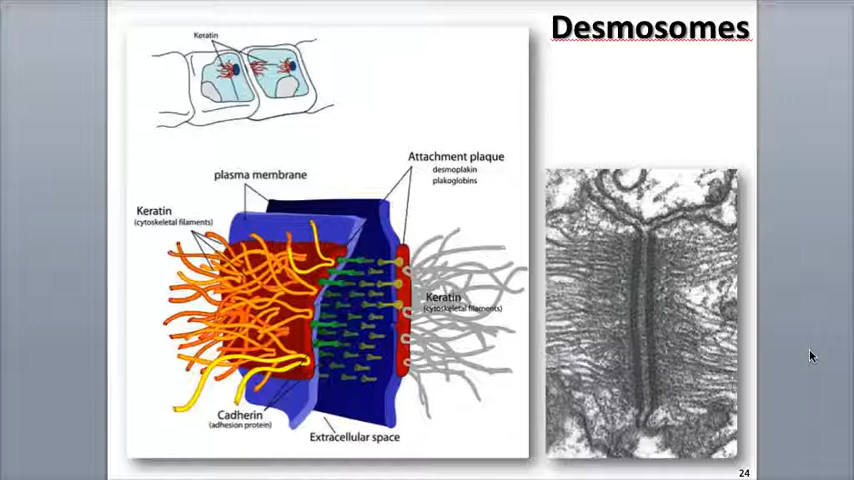 Desmosomes
Keratin
Attachment plaque
desmoplakin
plakoglobins
plasma membrane
Keratin
(cytoskeletal filaments)
Keratin
(cytoskeletal filaments)
Cadherin
(adhesion protein)
Extracellular space
24